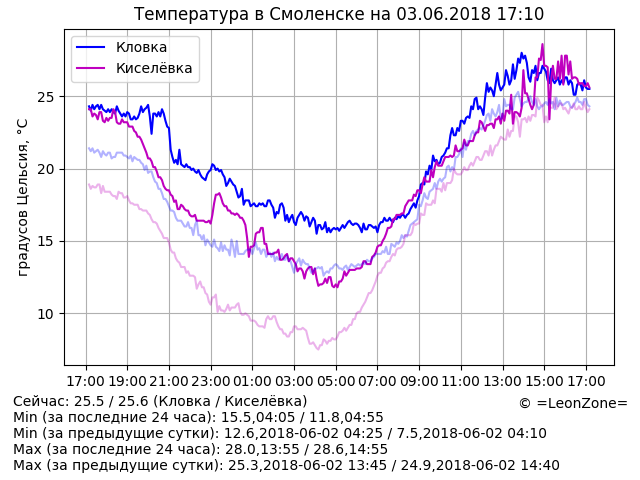 Температура в Смоленске на 03.06.2018 17:10
Кловка
Киселёвка
градусов Цельсия, °C
25
20
15
10
17:00 19:00 21:00 23:00 01:00 03:00 05:00 07:00 09:00 11:00 13:00 15:00 17:00
Сейчас: 25.5 / 25.6 (Кловка / Киселёвка)
© =LeonZone=
Min (за последние 24 часа): 15.5,04:05 / 11.8,04:55
Min (за предыдущие сутки): 12.6,2018-06-02 04:25 / 7.5,2018-06-02 04:10
Max (за последние 24 часа): 28.0,13:55 / 28.6,14:55
Max (за предыдущие сутки): 25.3,2018-06-02 13:45 / 24.9,2018-06-02 14:40